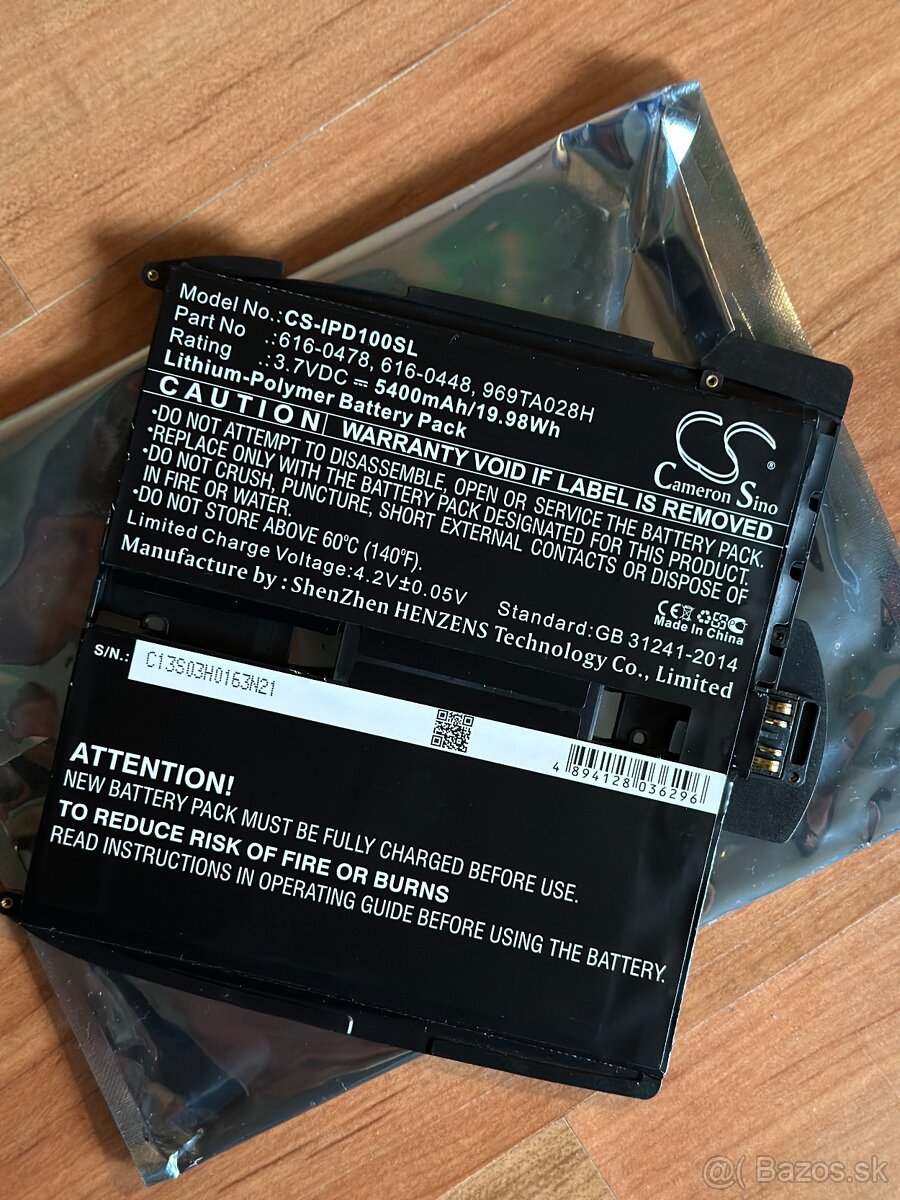 Model No.:CS-IPD100SL
Part No .:616-0478, 616-0448, 969TA028H
Rating .:3.7VDC ⎓ 5400mAh/19.98Wh
Lithium-Polymer Battery Pack
CAUTION WARRANTY VOID IF LABEL IS REMOVED
•DO NOT ATTEMPT TO DISASSEMBLE, OPEN OR SERVICE THE BATTERY PACK.
•REPLACE ONLY WITH THE BATTERY PACK DESIGNATED FOR THIS PRODUCT.
•DO NOT CRUSH, PUNCTURE, SHORT EXTERNAL CONTACTS OR DISPOSE OF
IN FIRE OR WATER.
•DO NOT STORE ABOVE 60°C (140°F).
Limited Charge Voltage:4.2V±0.05V
Standard:GB 31241-2014
Manufacture by : ShenZhen HENZENS Technology Co., Limited
CS®
Cameron Sino
CE
Made in China
S/N.: C13S03H0163N21
4 894128 036296
ATTENTION!
NEW BATTERY PACK MUST BE FULLY CHARGED BEFORE USE.
TO REDUCE RISK OF FIRE OR BURNS
READ INSTRUCTIONS IN OPERATING GUIDE BEFORE USING THE BATTERY.
@( Bazos.sk